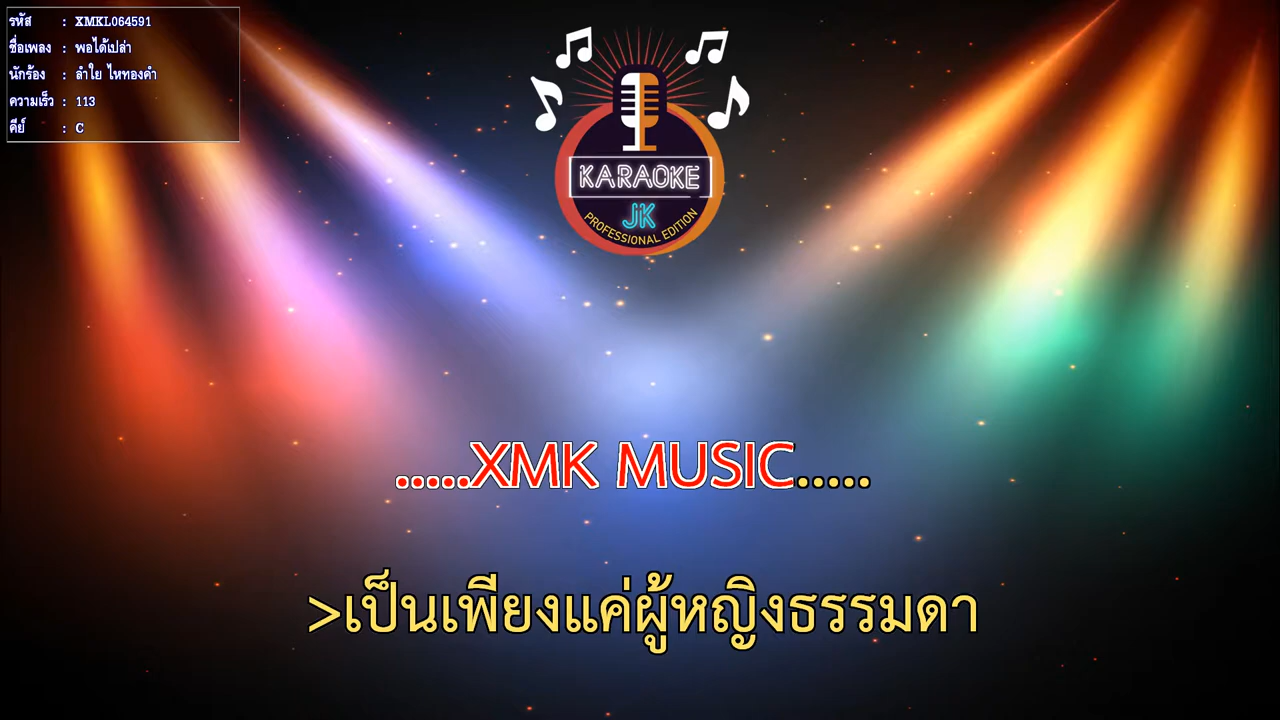 รหัส : XMKL064591
ชื่อเพลง : พอได้เปล่า
นักร้อง : ลำไย ไหทองคำ
ความเร็ว : 113
คีย์ : C
KARAOKE
JK
PROFESSIONAL EDITION
.....XMK MUSIC.....
>เป็นเพียงแค่ผู้หญิงธรรมดา